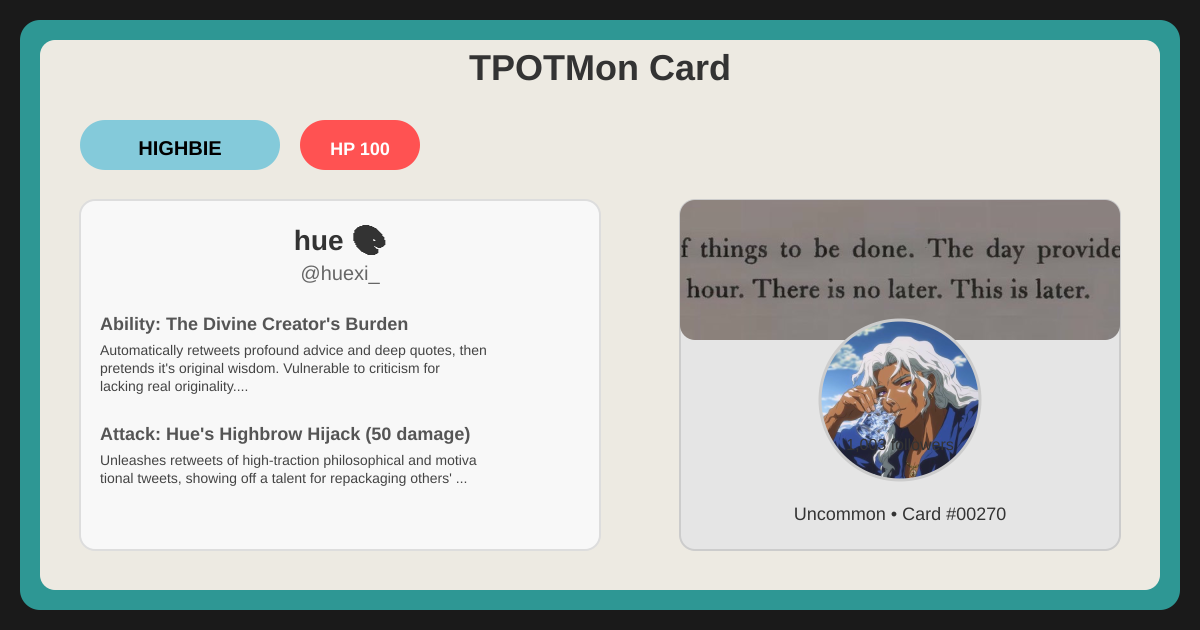 TPOTMon Card
HIGHBIE
HP 100
hue
@huexi_
Ability: The Divine Creator's Burden
Automatically retweets profound advice and deep quotes, then
pretends it's original wisdom. Vulnerable to criticism for
lacking real originality....
Attack: Hue's Highbrow Hijack (50 damage)
Unleashes retweets of high-traction philosophical and motiva
tional tweets, showing off a talent for repackaging others' ...
f things to be done. The day provide
hour. There is no later. This is later.
followers
Uncommon • Card #00270